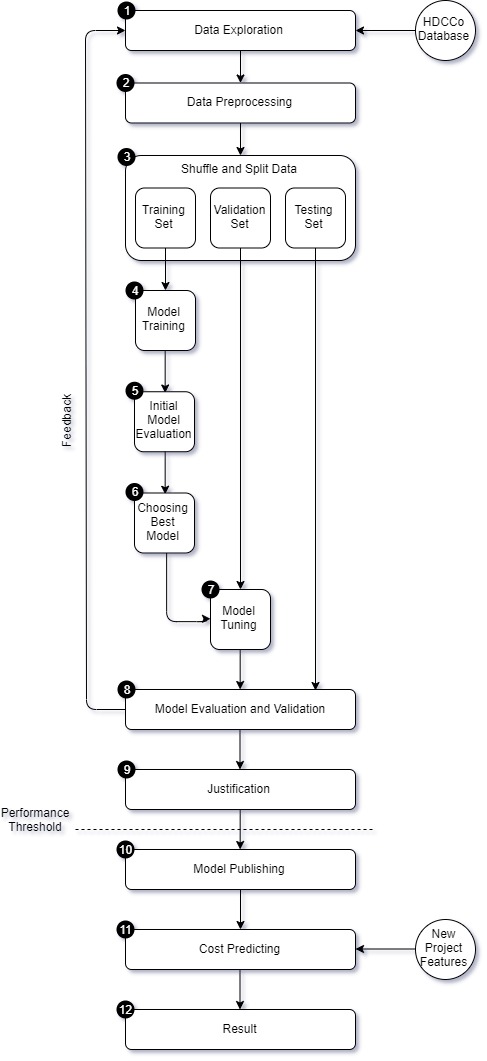 1
Data Exploration
HDCCo
Database
2
Data Preprocessing
3
Shuffle and Split Data
Training
Set
Validation
Set
Testing
Set
4
Model
Training
5
Initial
Model
Evaluation
Feedback
6
Choosing
Best
Model
7
Model
Tuning
8
Model Evaluation and Validation
9
Justification
Performance
Threshold
10
Model Publishing
11
Cost Predicting
New
Project
Features
12
Result